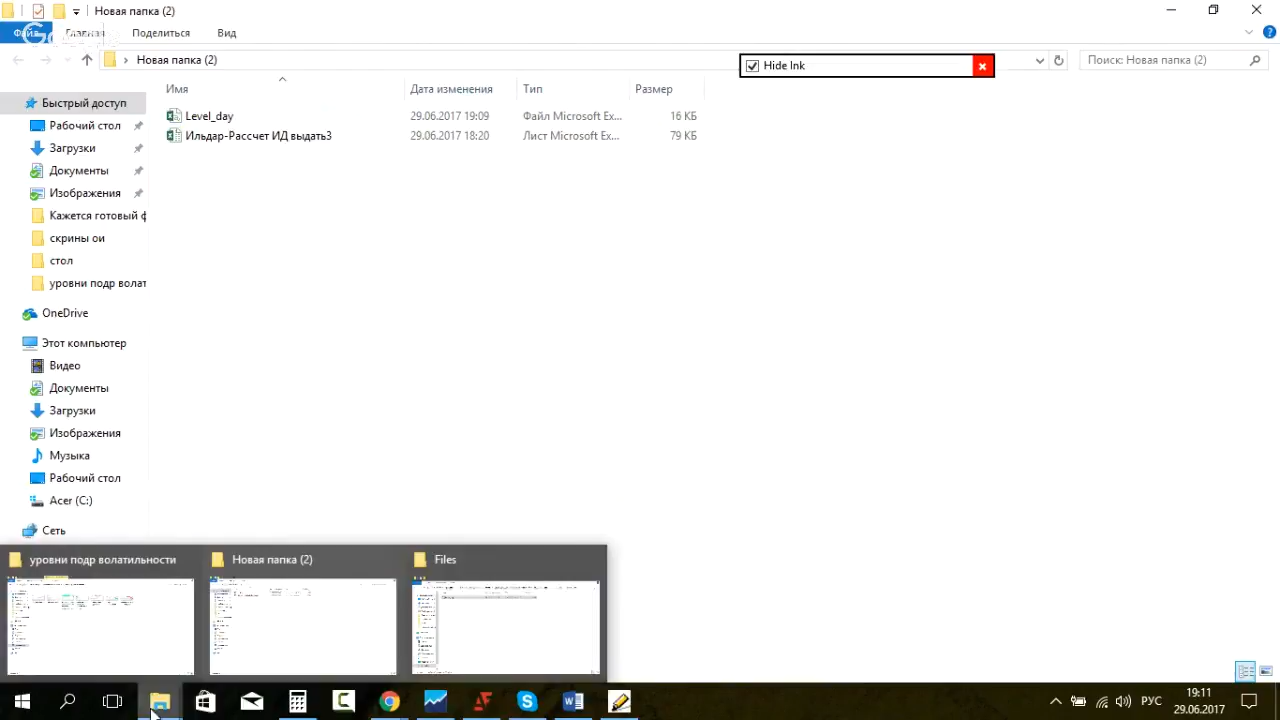 Новая папка (2)
Файл Главная Поделиться Вид
Новая папка (2)
Hide Ink
Поиск: Новая папка (2)
Имя Дата изменения Тип Размер
Быстрый доступ
Level_day 29.06.2017 19:09 Файл Microsoft Ex... 16 КБ
Рабочий стол
Ильдар-Рассчет ИД выдать3 29.06.2017 18:20 Лист Microsoft Ex... 79 КБ
Загрузки
Документы
Изображения
Кажется готовый ф
скрины ои
стол
уровни подр волат
OneDrive
Этот компьютер
Видео
Документы
Загрузки
Изображения
Музыка
Рабочий стол
Acer (C:)
Сеть
уровни подр волатильности Новая папка (2) Files
РУС
19:11
29.06.2017